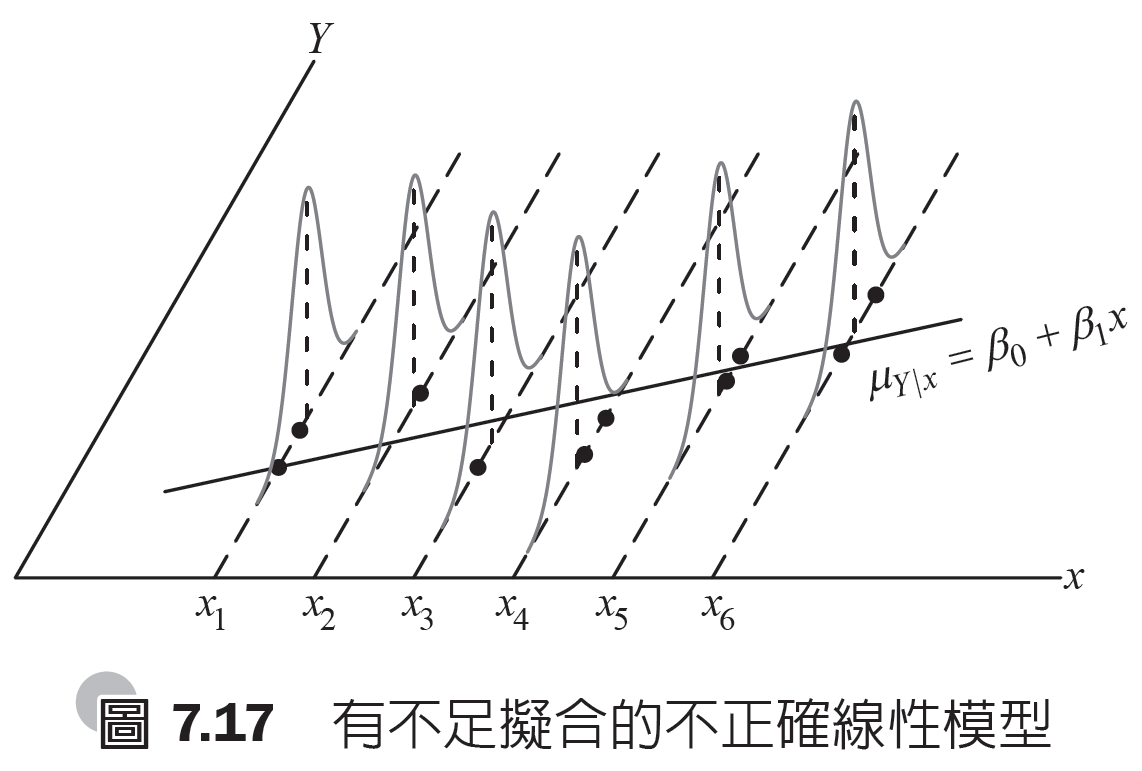 Y
μ_{Y|x} = β₀ + β₁x
x
x₁ x₂ x₃ x₄ x₅ x₆
圖 7.17 有不足擬合的不正確線性模型